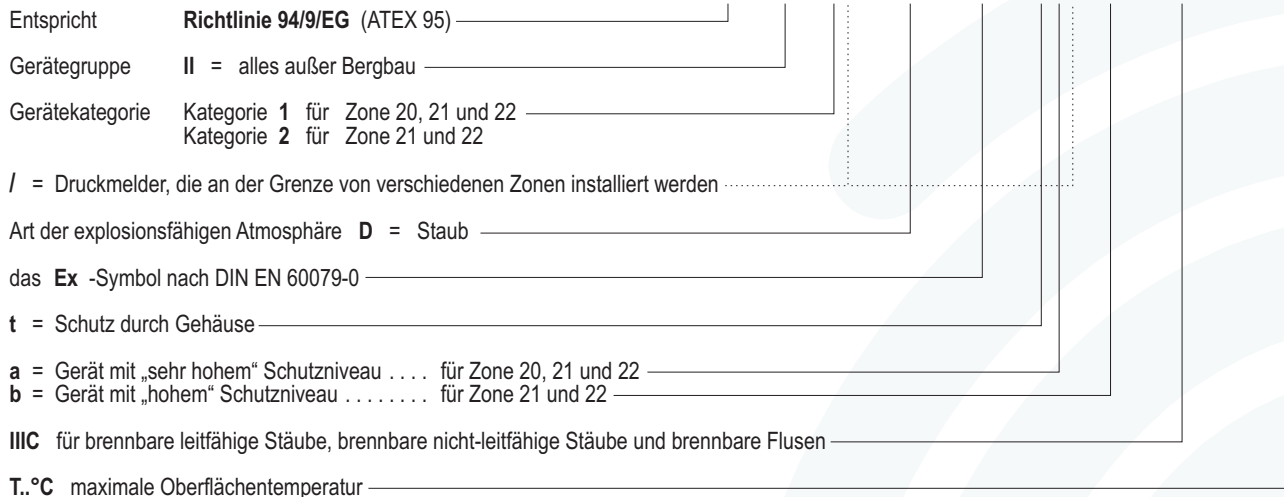 Entspricht Richtlinie 94/9/EG (ATEX 95)
Gerätegruppe II = alles außer Bergbau
Gerätekategorie Kategorie 1 für Zone 20, 21 und 22
Kategorie 2 für Zone 21 und 22
/ = Druckmelder, die an der Grenze von verschiedenen Zonen installiert werden
Art der explosionsfähigen Atmosphäre D = Staub
das Ex -Symbol nach DIN EN 60079-0
t = Schutz durch Gehäuse
a = Gerät mit „sehr hohem“ Schutzniveau . . . . für Zone 20, 21 und 22
b = Gerät mit „hohem“ Schutzniveau . . . . . . . . für Zone 21 und 22
IIIC für brennbare leitfähige Stäube, brennbare nicht-leitfähige Stäube und brennbare Flusen
T..°C maximale Oberflächentemperatur